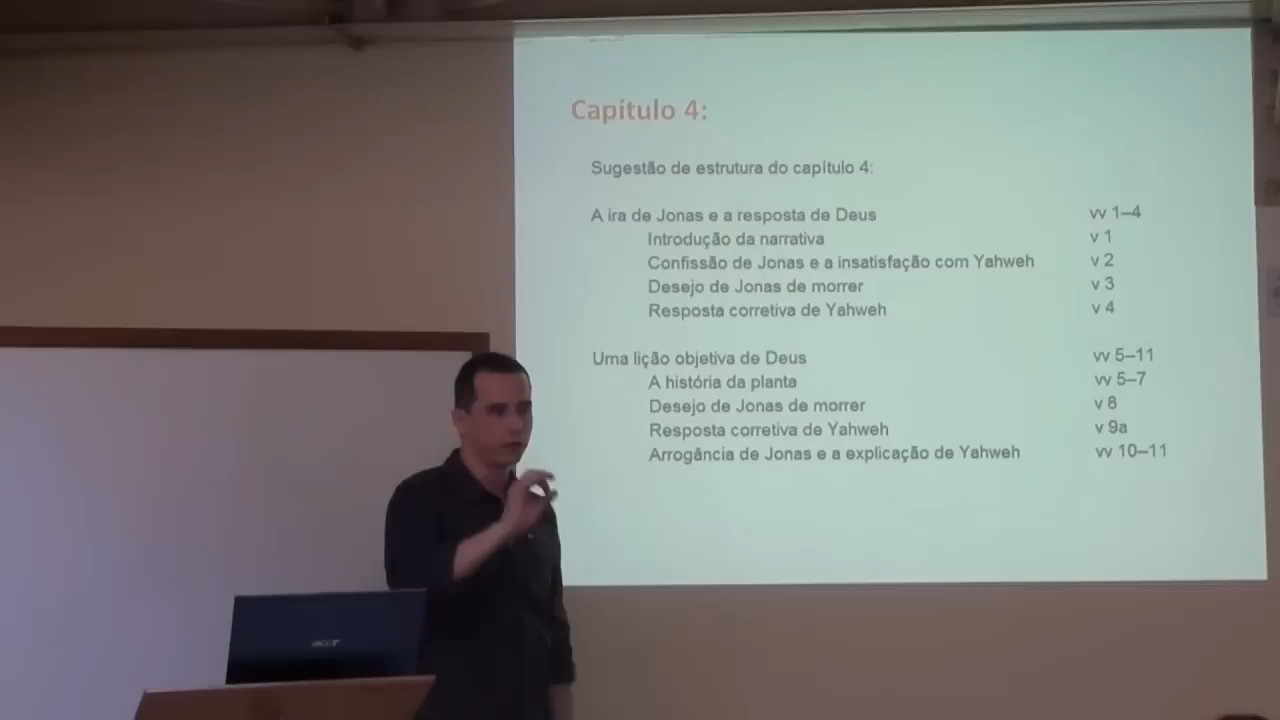 Capítulo 4:
Sugestão de estrutura do capítulo 4:
A ira de Jonas e a resposta de Deus vv 1–4
Introdução da narrativa v 1
Confissão de Jonas e a insatisfação com Yahweh v 2
Desejo de Jonas de morrer v 3
Resposta corretiva de Yahweh v 4
Uma lição objetiva de Deus vv 5–11
A história da planta vv 5–7
Desejo de Jonas de morrer v 8
Resposta corretiva de Yahweh v 9a
Arrogância de Jonas e a explicação de Yahweh vv 10–11
acer